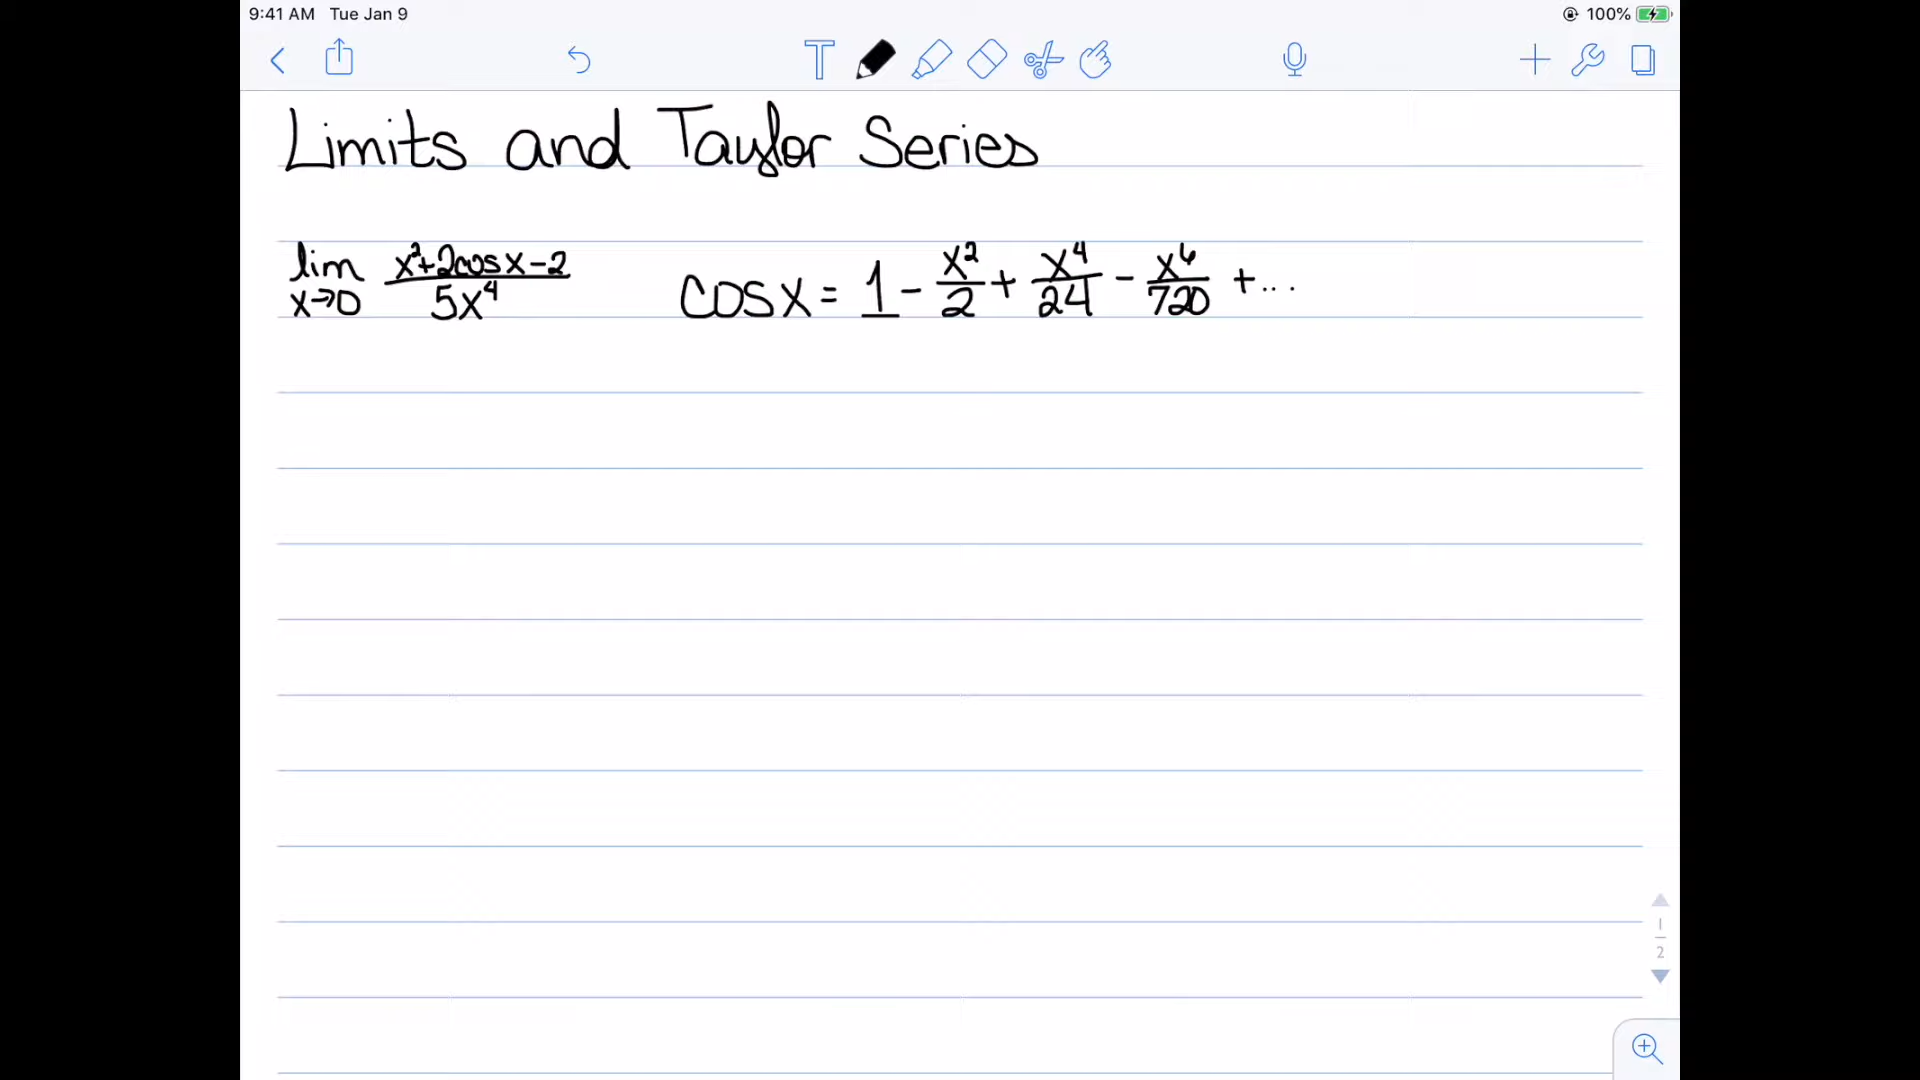 9:41 AM Tue Jan 9 100%
Limits and Taylor Series
lim x→0 (x²+2cosx−2)/(5x⁴) cosx = 1 − x²/2 + x⁴/24 − x⁶/720 + ...
1
2